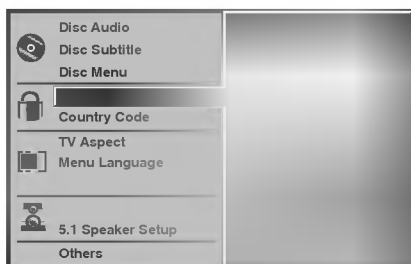 Disc Audio
Disc Subtitle
Disc Menu
Country Code
TV Aspect
Menu Language
5.1 Speaker Setup
Others